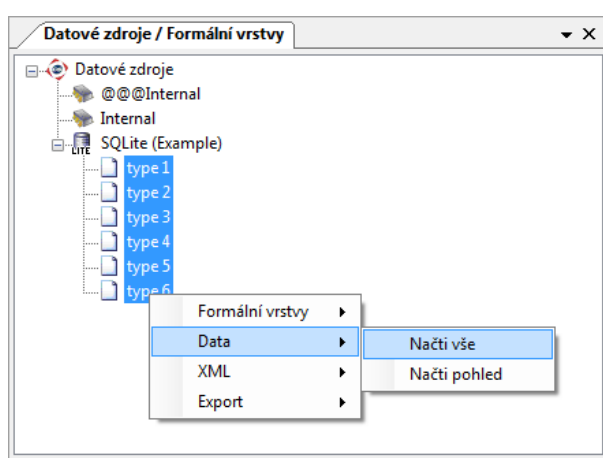 Datové zdroje / Formální vrstvy
Datové zdroje
@@@Internal
Internal
LITE SQLite (Example)
type 1
type 2
type 3
type 4
type 5
type 6
Formální vrstvy
Data
XML
Export
Načti vše
Načti pohled